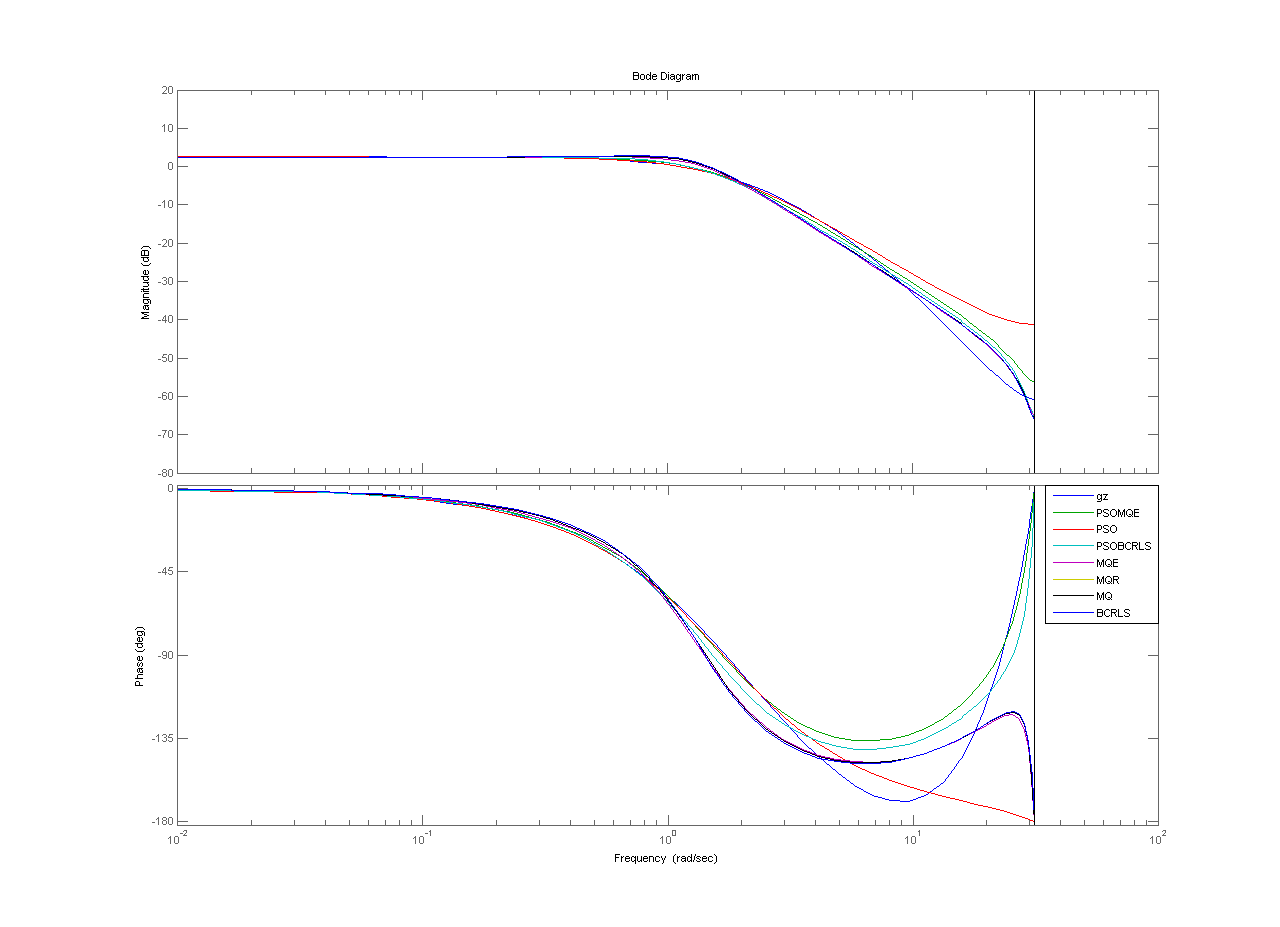 Bode Diagram
20
10
0
-10
-20
-30
-40
-50
-60
-70
-80
Magnitude (dB)
0
-45
-90
-135
-180
Phase (deg)
gz
PSOMQE
PSO
PSOBCRLS
MQE
MQR
MQ
BCRLS
10^-2
10^-1
10^0
10^1
10^2
Frequency (rad/sec)